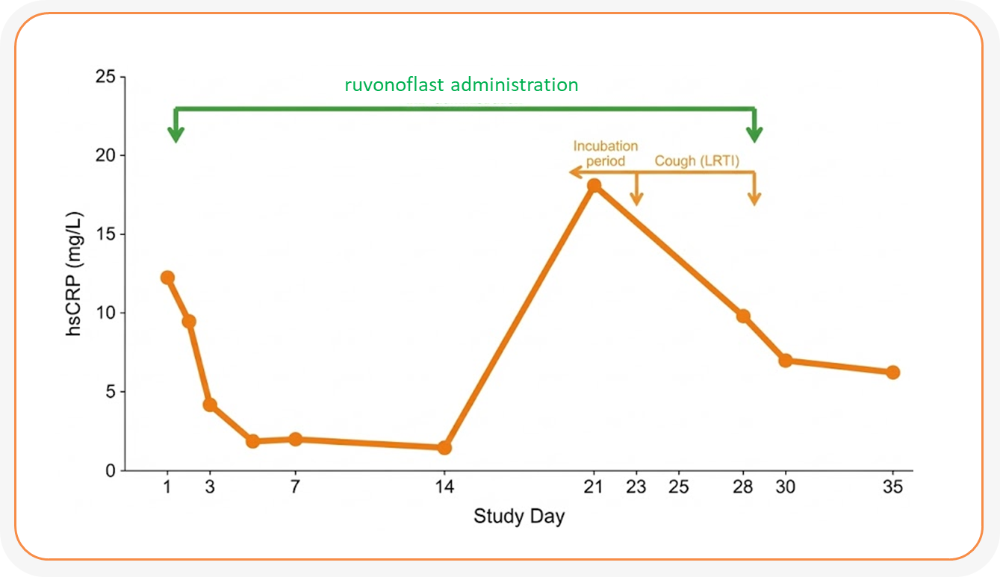 ruvonoflast administration
25
20
15
10
5
0
hsCRP (mg/L)
Incubation
period
Cough (LRTI)
1 3 7 14 21 23 25 28 30 35
Study Day